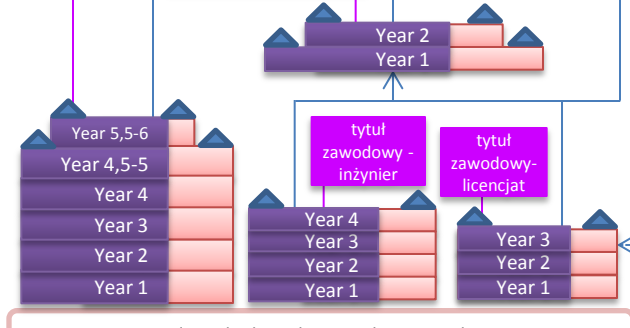 Year 2
Year 1
Year 5,5-6
Year 4,5-5
Year 4
Year 3
Year 2
Year 1
tytuł
zawodowy -
inżynier
Year 4
Year 3
Year 2
Year 1
tytuł
zawodowy-
licencjat
Year 3
Year 2
Year 1